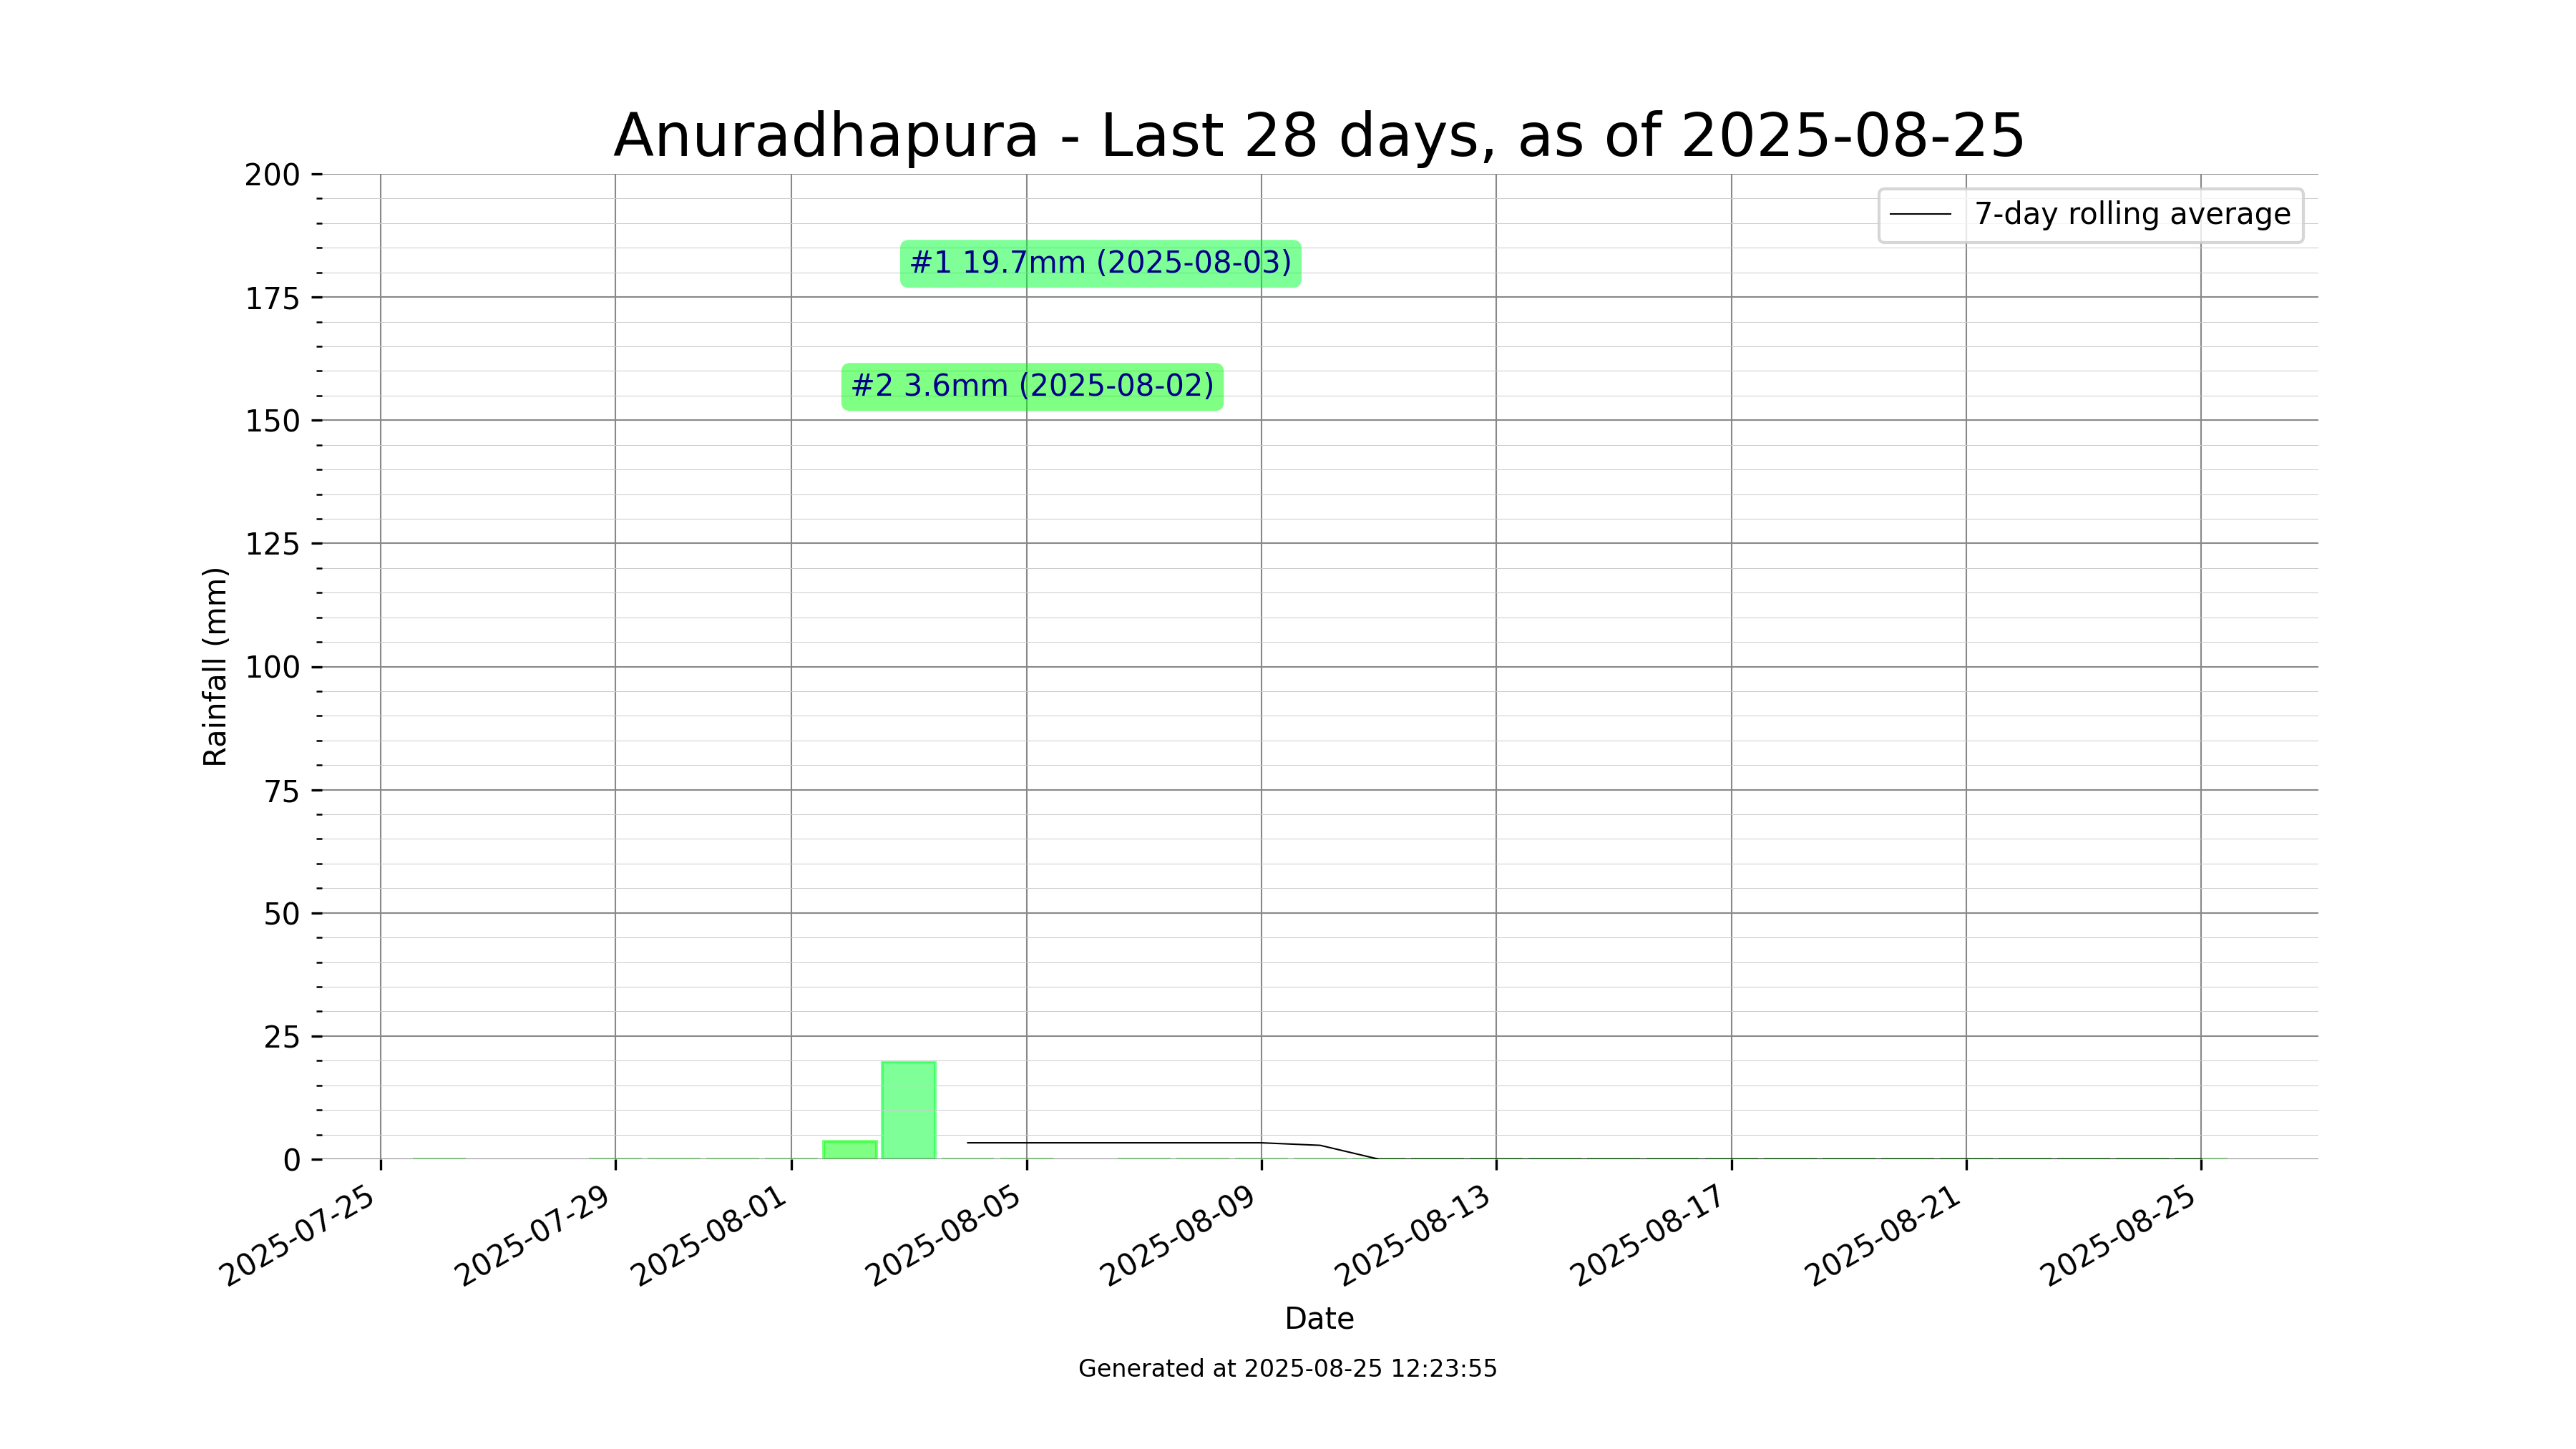 Anuradhapura - Last 28 days, as of 2025-08-25
7-day rolling average
#1 19.7mm (2025-08-03)
#2 3.6mm (2025-08-02)
Rainfall (mm)
200
175
150
125
100
75
50
25
0
2025-07-25
2025-07-29
2025-08-01
2025-08-05
2025-08-09
2025-08-13
2025-08-17
2025-08-21
2025-08-25
Date
Generated at 2025-08-25 12:23:55